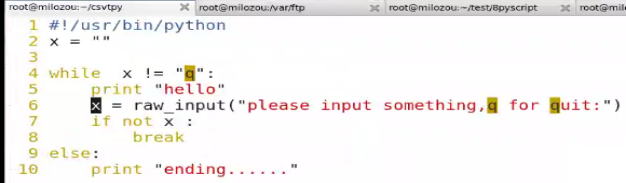 root@milozou:~/csvtpy root@milozou:/var/ftp root@milozou:~/test/8pyscript root@milo
1 #!/usr/bin/python
2 x = ""
3
4 while  x != "q":
5     print "hello"
6     x = raw_input("please input something,q for quit:")
7     if not x :
8         break
9 else:
10     print "ending......"